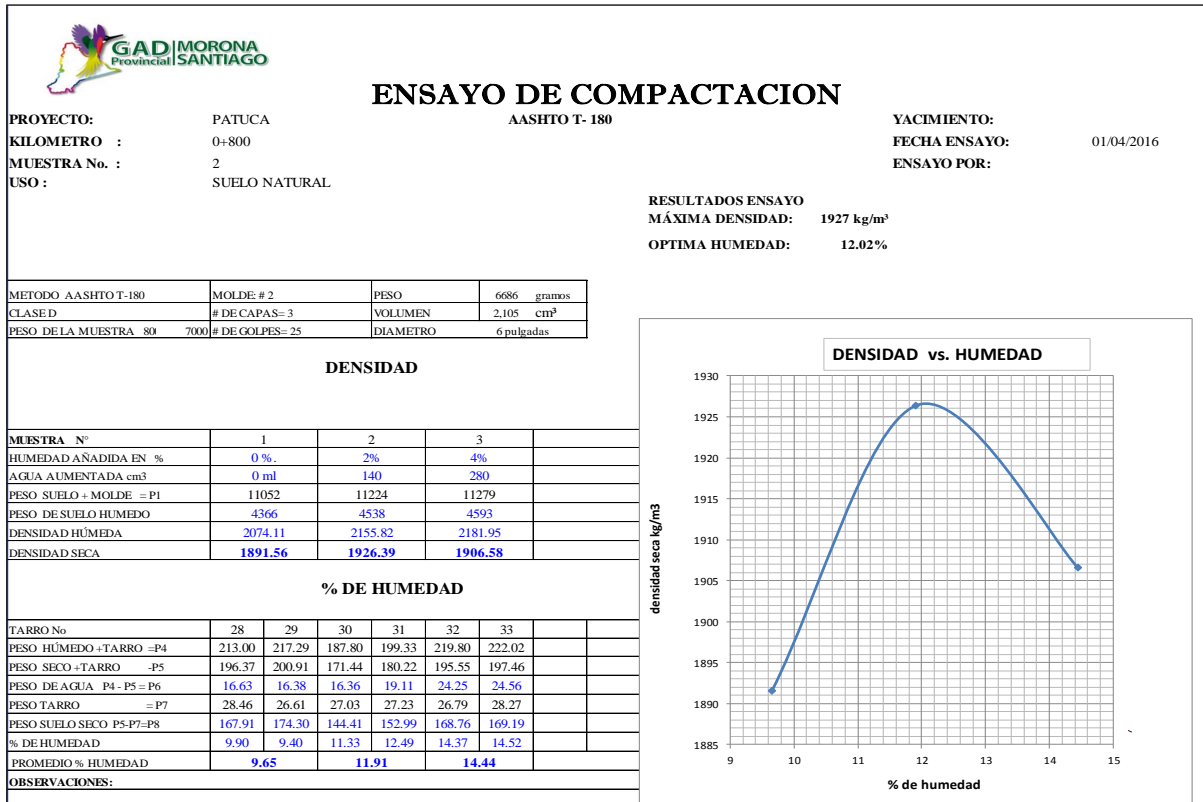 GAD MORONA
Provincial SANTIAGO
ENSAYO DE COMPACTACION
PROYECTO: PATUCA AASHTO T- 180 YACIMIENTO:
KILOMETRO : 0+800 FECHA ENSAYO: 01/04/2016
MUESTRA No. : 2 ENSAYO POR:
USO : SUELO NATURAL
RESULTADOS ENSAYO
MÁXIMA DENSIDAD: 1927 kg/m³
OPTIMA HUMEDAD: 12.02%
METODO AASHTO T-180 MOLDE: # 2 PESO 6686 gramos
CLASE D # DE CAPAS= 3 VOLUMEN 2,105 cm³
PESO DE LA MUESTRA 7000 # DE GOLPES= 25 DIAMETRO 6 pulgadas
DENSIDAD
MUESTRA N° 1 2 3
HUMEDAD AÑADIDA EN % 0 %. 2% 4%
AGUA AUMENTADA cm3 0 ml 140 280
PESO SUELO + MOLDE = P1 11052 11224 11279
PESO DE SUELO HUMEDO 4366 4538 4593
DENSIDAD HÚMEDA 2074.11 2155.82 2181.95
DENSIDAD SECA 1891.56 1926.39 1906.58
% DE HUMEDAD
TARRO No 28 29 30 31 32 33
PESO HÚMEDO +TARRO =P4 213.00 217.29 187.80 199.33 219.80 222.02
PESO SECO +TARRO -P5 196.37 200.91 171.44 180.22 195.55 197.46
PESO DE AGUA P4 - P5 = P6 16.63 16.38 16.36 19.11 24.25 24.56
PESO TARRO = P7 28.46 26.61 27.03 27.23 26.79 28.27
PESO SUELO SECO P5-P7=P8 167.91 174.30 144.41 152.99 168.76 169.19
% DE HUMEDAD 9.90 9.40 11.33 12.49 14.37 14.52
PROMEDIO % HUMEDAD 9.65 11.91 14.44
OBSERVACIONES:
DENSIDAD vs. HUMEDAD
densidad seca kg/m3
1930
1925
1920
1915
1910
1905
1900
1895
1890
1885
9 10 11 12 13 14 15
% de humedad